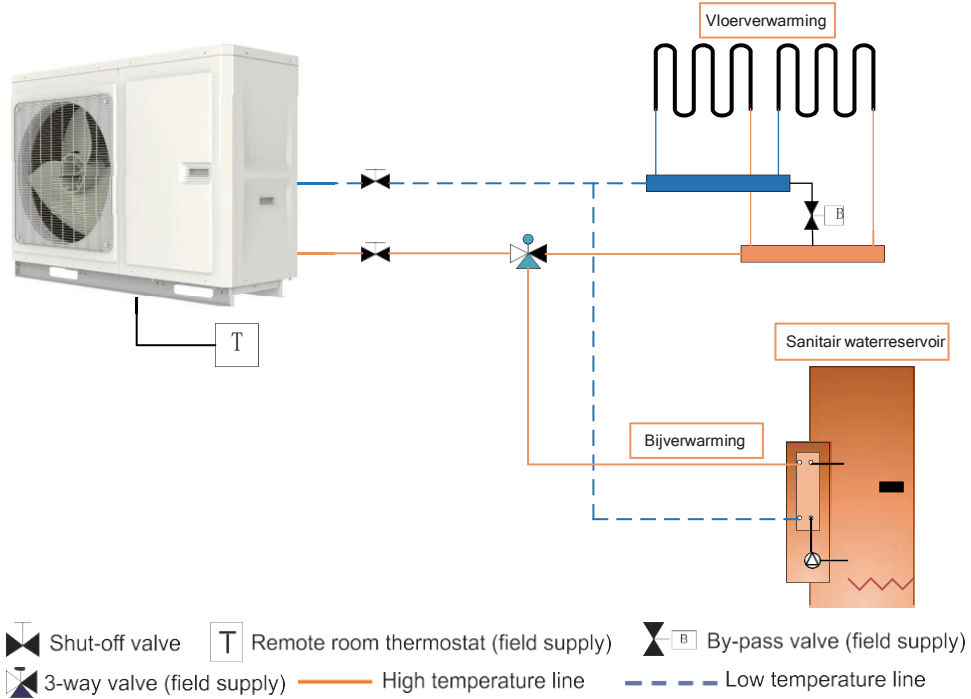 Vloerverwarming
B
T
Sanitair waterreservoir
Bijverwarming
Shut-off valve
T Remote room thermostat (field supply)
B By-pass valve (field supply)
3-way valve (field supply)
High temperature line
Low temperature line